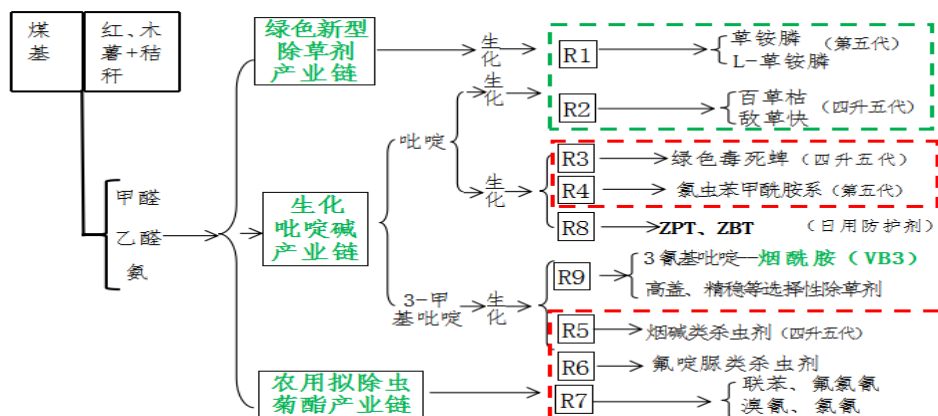 煤
基
红、木
薯+秸
秆
甲醛
乙醛
氨
绿色新型
除草剂
产业链
生
化
R1
草铵膦 (第五代)
L-草铵膦
吡啶
生
化
R2
百草枯
敌草快
(四升五代)
生
化
R3
绿色毒死蜱 (四升五代)
R4
氯虫苯甲酰胺系 (第五代)
R8
ZPT、ZBT (日用防护剂)
生化
吡啶碱
产业链
3-甲
基吡啶
生
化
R9
3氰基吡啶—烟酰胺(VB3)
高盖、精稳等选择性除草剂
R5
烟碱类杀虫剂 (四升五代)
R6
氟啶脲类杀虫剂
农用拟除虫
菊酯产业链
R7
联苯、氟氯氰
溴氰、氯氰